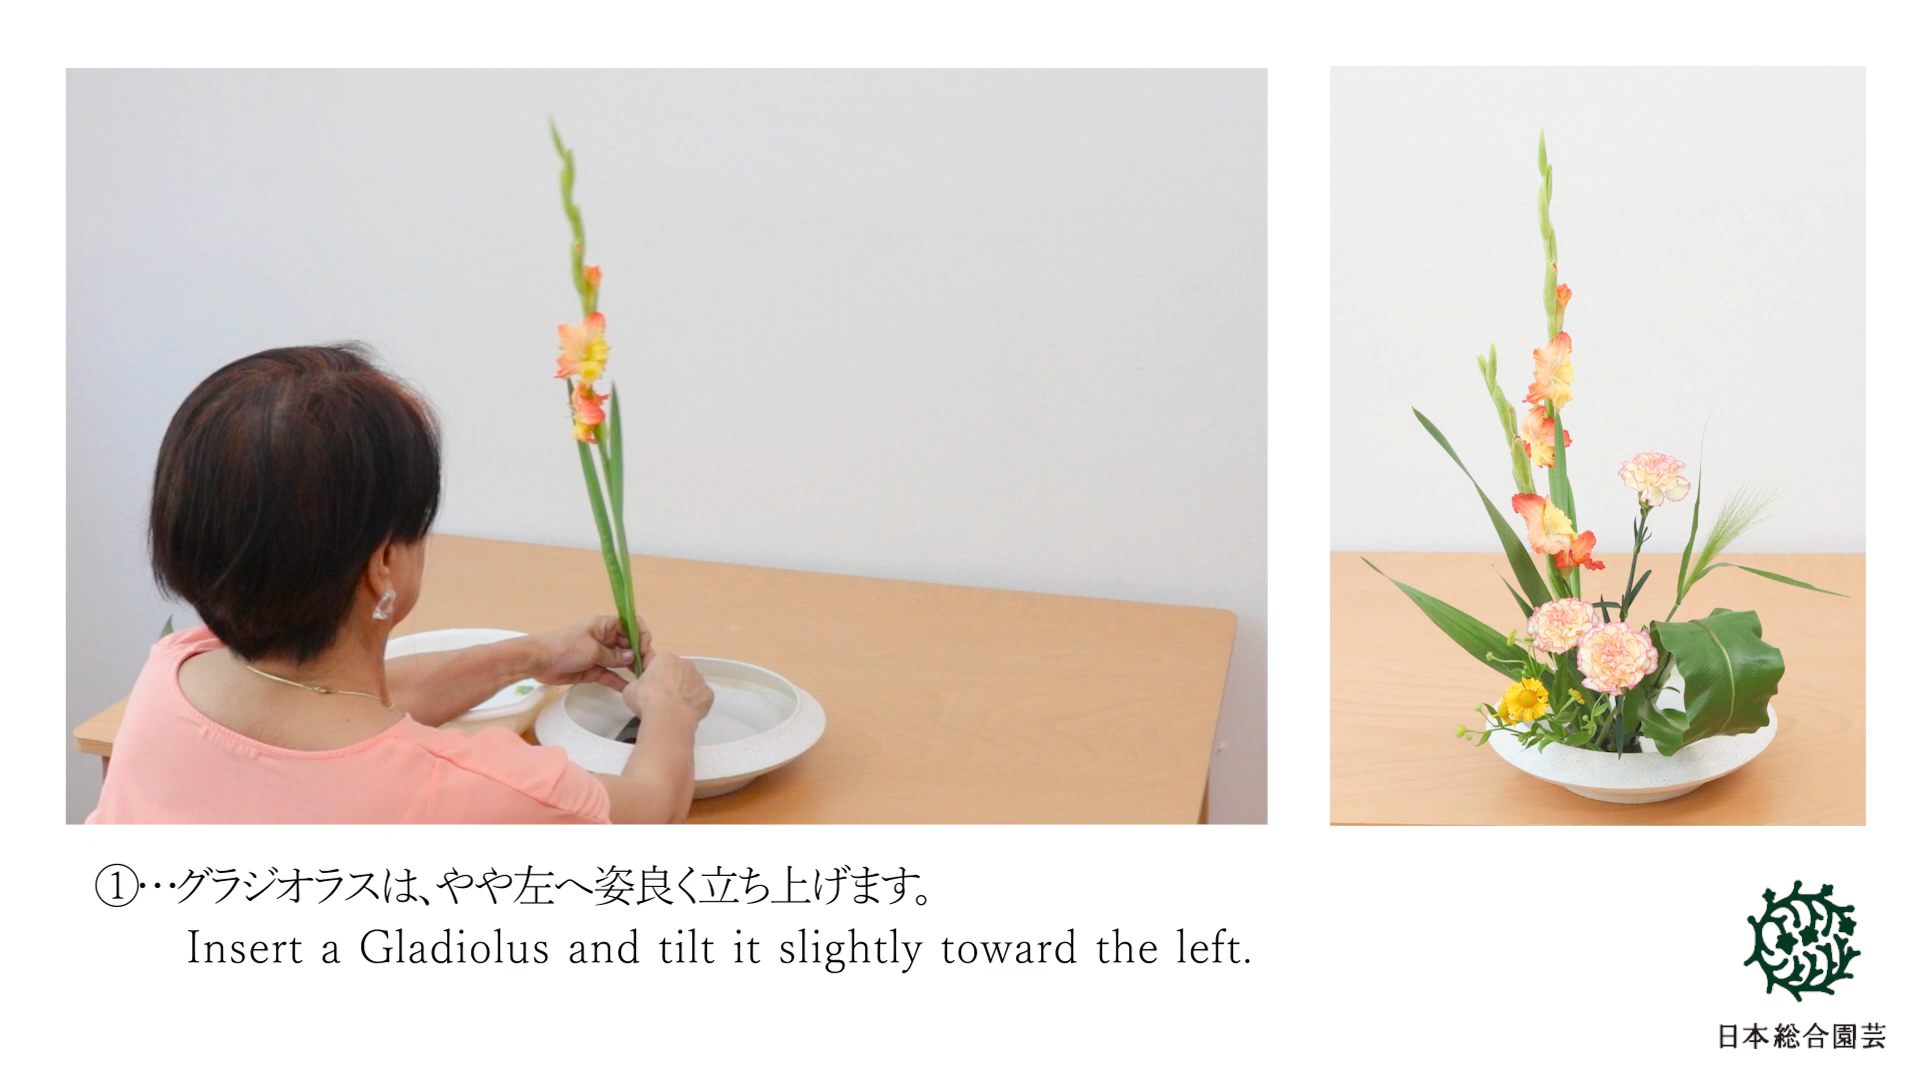 ①…グラジオラスは、やや左へ姿良く立ち上げます。
Insert a Gladiolus and tilt it slightly toward the left.
日本総合園芸